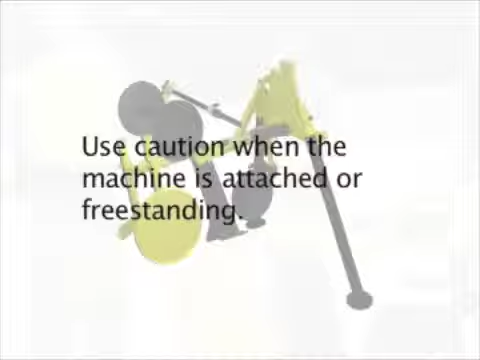 Use caution when the
machine is attached or
freestanding.